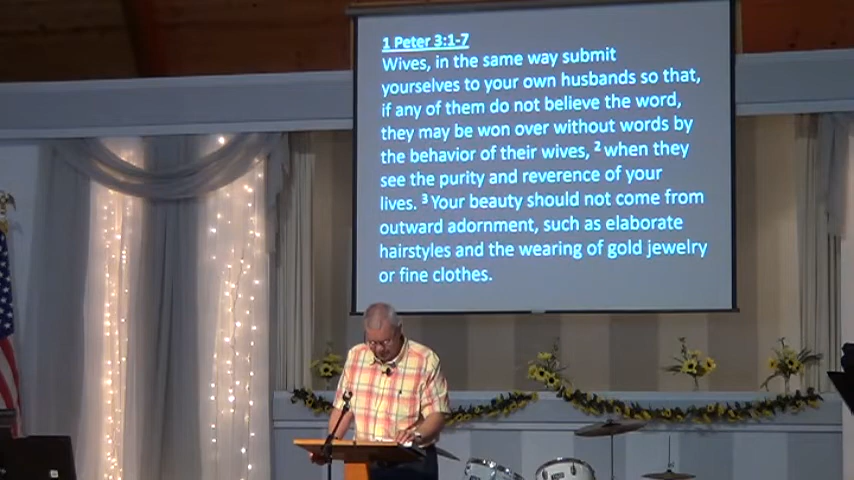 1 Peter 3:1-7
Wives, in the same way submit
yourselves to your own husbands so that,
if any of them do not believe the word,
they may be won over without words by
the behavior of their wives, ² when they
see the purity and reverence of your
lives. ³ Your beauty should not come from
outward adornment, such as elaborate
hairstyles and the wearing of gold jewelry
or fine clothes.